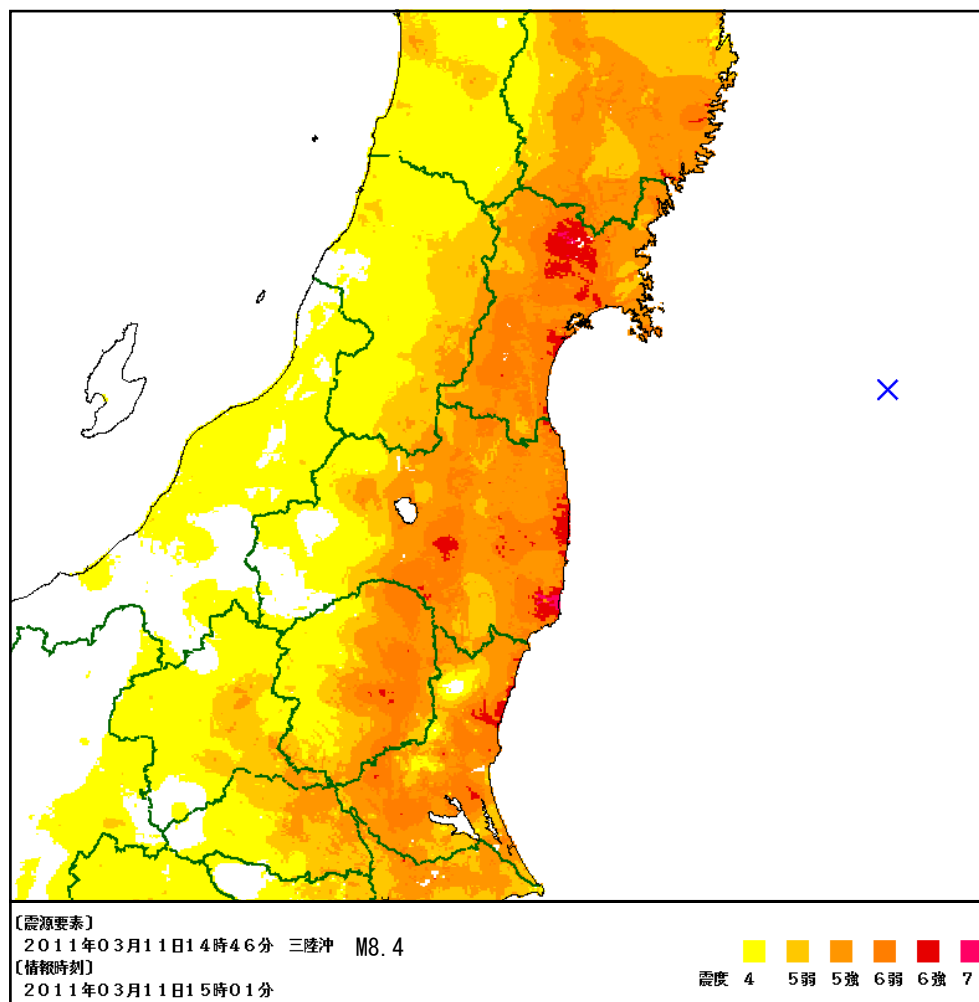 〔震源要素〕
２０１１年０３月１１日１４時４６分 三陸沖 M8.4
〔情報時刻〕
２０１１年０３月１１日１５時０１分
震度 4 5弱 5強 6弱 6強 7